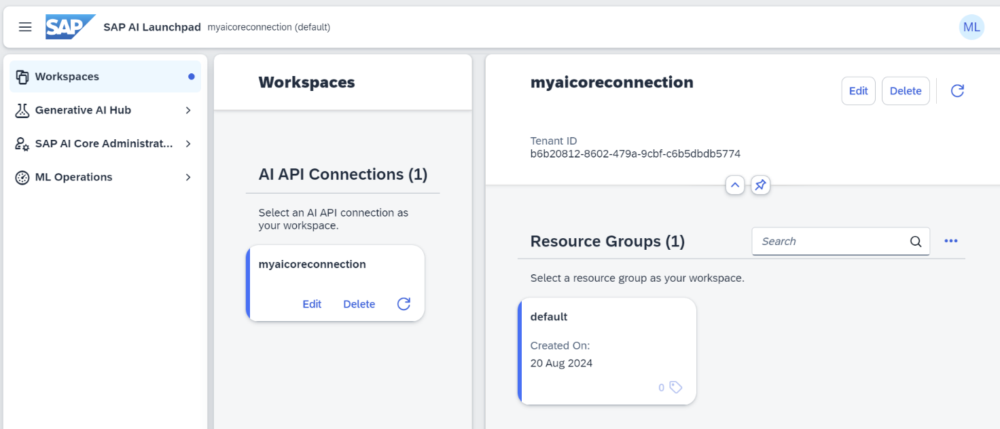 SAP
SAP AI Launchpad
myaicoreconnection (default)
ML
Workspaces
Generative AI Hub
SAP AI Core Administrat...
ML Operations
Workspaces
AI API Connections (1)
Select an AI API connection as
your workspace.
myaicoreconnection
Edit
Delete
myaicoreconnection
Edit
Delete
Tenant ID
b6b20812-8602-479a-9cbf-c6b5dbdb5774
Resource Groups (1)
Search
Select a resource group as your workspace.
default
Created On:
20 Aug 2024
0